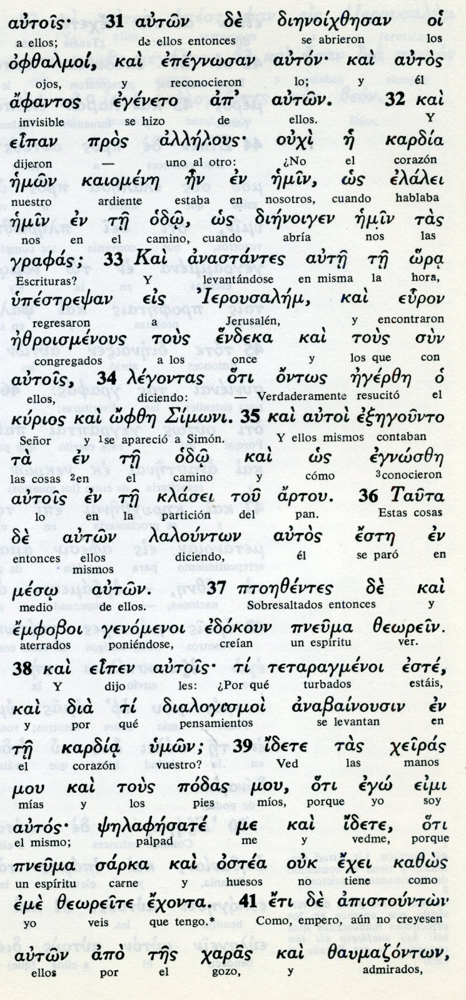 αὐτοῖς· 31 αὐτῶν δὲ διηνοίχθησαν οἱ
a ellos; de ellos entonces se abrieron los
ὀφθαλμοί, καὶ ἐπέγνωσαν αὐτόν· καὶ αὐτὸς
ojos, y reconocieron lo; y él
ἄφαντος ἐγένετο ἀπ' αὐτῶν. 32 καὶ
invisible se hizo de ellos. Y
εἶπαν πρὸς ἀλλήλους· οὐχὶ ἡ καρδία
dijeron — uno al otro: ¿No el corazón
ἡμῶν καιομένη ἦν ἐν ἡμῖν, ὡς ἐλάλει
nuestro ardiente estaba en nosotros, cuando hablaba
ἡμῖν ἐν τῇ ὁδῷ, ὡς διήνοιγεν ἡμῖν τὰς
nos en el camino, cuando abría nos las
γραφάς; 33 Καὶ ἀναστάντες αὐτῇ τῇ ὥρᾳ
Escrituras? Y levantándose en misma la hora,
ὑπέστρεψαν εἰς Ἰερουσαλήμ, καὶ εὗρον
regresaron a Jerusalén, y encontraron
ἠθροισμένους τοὺς ἕνδεκα καὶ τοὺς σὺν
congregados a los once y los que con
αὐτοῖς, 34 λέγοντας ὅτι ὄντως ἠγέρθη ὁ
ellos, diciendo: — Verdaderamente resucitó el
κύριος καὶ ὤφθη Σίμωνι. 35 καὶ αὐτοὶ ἐξηγοῦντο
Señor y ¹se apareció a Simón. Y ellos mismos contaban
τὰ ἐν τῇ ὁδῷ καὶ ὡς ἐγνώσθη
las cosas ²en el camino y cómo ³conocieron
αὐτοῖς ἐν τῇ κλάσει τοῦ ἄρτου. 36 Ταῦτα
lo en la partición del pan. Estas cosas
δὲ αὐτῶν λαλούντων αὐτὸς ἔστη ἐν
entonces ellos diciendo, él se paró en
mismos
μέσῳ αὐτῶν. 37 πτοηθέντες δὲ καὶ
medio de ellos. Sobresaltados entonces y
ἔμφοβοι γενόμενοι ἐδόκουν πνεῦμα θεωρεῖν.
aterrados poniéndose, creían un espíritu ver.
38 καὶ εἶπεν αὐτοῖς· τί τεταραγμένοι ἐστέ,
Y dijo les: ¿Por qué turbados estáis,
καὶ διὰ τί διαλογισμοὶ ἀναβαίνουσιν ἐν
y por qué pensamientos se levantan en
τῇ καρδίᾳ ὑμῶν; 39 ἴδετε τὰς χεῖράς
el corazón vuestro? Ved las manos
μου καὶ τοὺς πόδας μου, ὅτι ἐγώ εἰμι
mías y los pies míos, porque yo soy
αὐτός· ψηλαφήσατέ με καὶ ἴδετε, ὅτι
el mismo; palpad me y vedme, porque
πνεῦμα σάρκα καὶ ὀστέα οὐκ ἔχει καθὼς
un espíritu carne y huesos no tiene como
ἐμὲ θεωρεῖτε ἔχοντα. 41 ἔτι δὲ ἀπιστούντων
yo veis que tengo.* Como, empero, aún no creyesen
αὐτῶν ἀπὸ τῆς χαρᾶς καὶ θαυμαζόντων,
ellos por el gozo, y admirados,